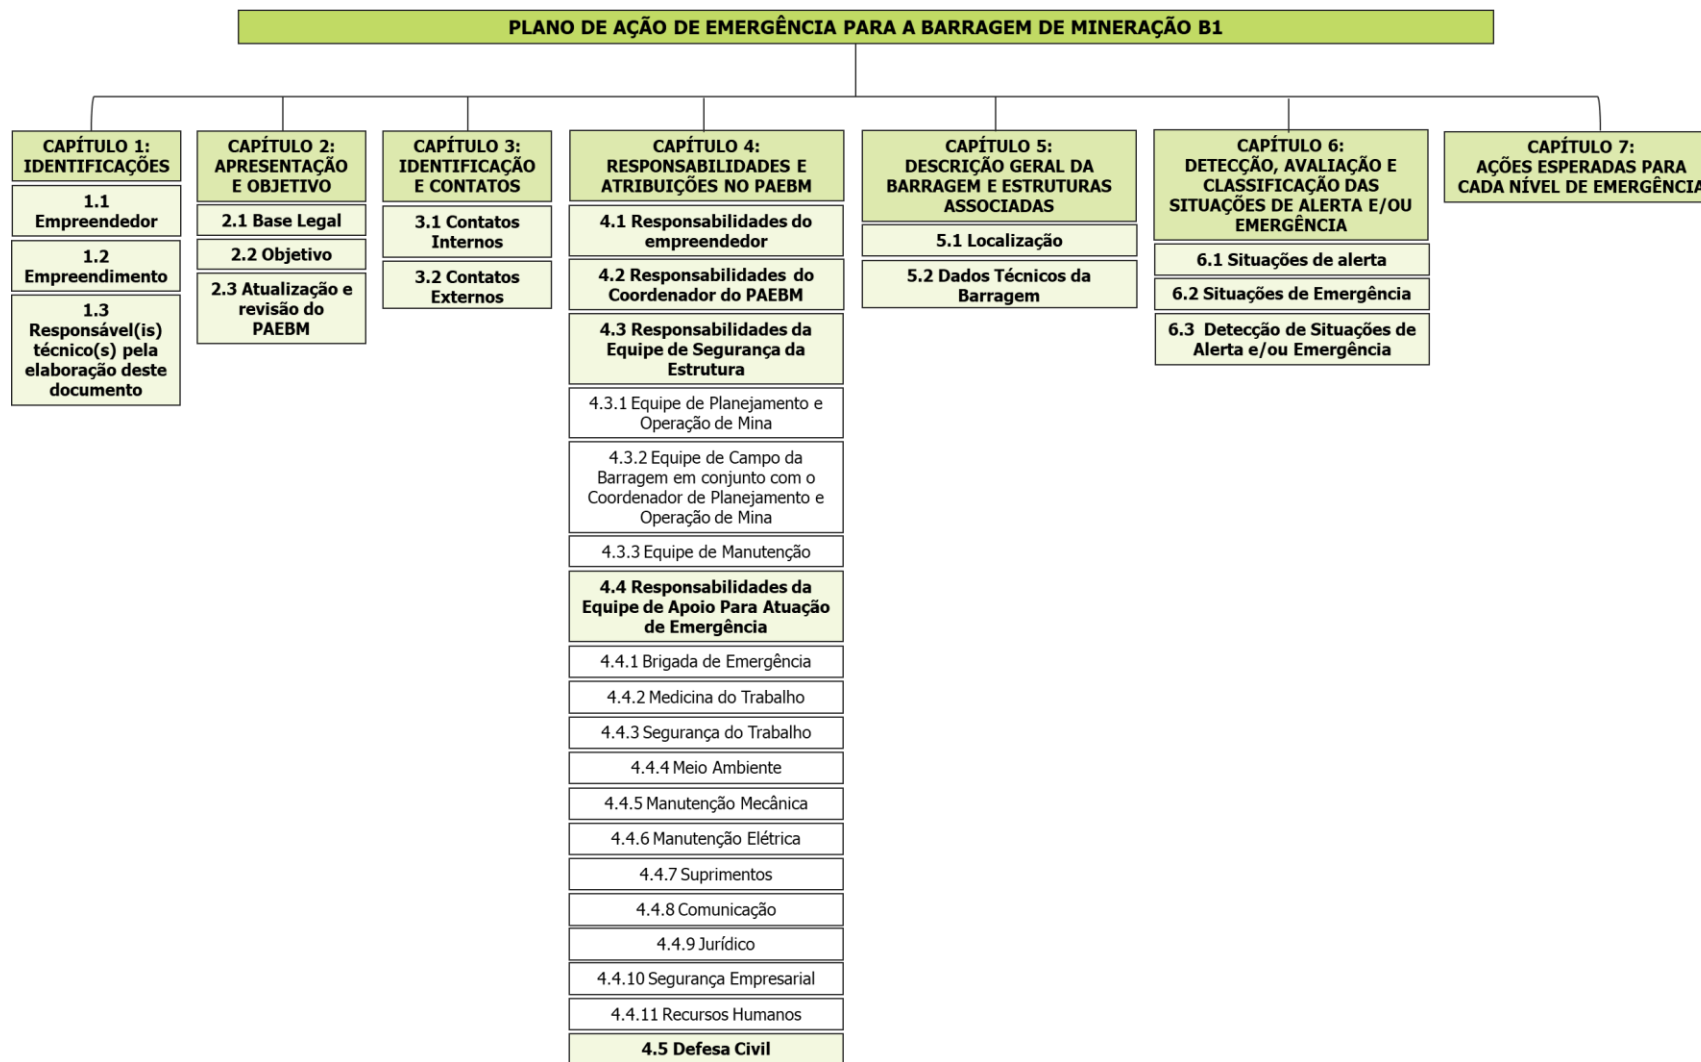 PLANO DE AÇÃO DE EMERGÊNCIA PARA A BARRAGEM DE MINERAÇÃO B1
CAPÍTULO 1:
IDENTIFICAÇÕES
1.1
Empreendedor
1.2
Empreendimento
1.3
Responsável(is)
técnico(s) pela
elaboração deste
documento
CAPÍTULO 2:
APRESENTAÇÃO
E OBJETIVO
2.1 Base Legal
2.2 Objetivo
2.3 Atualização e
revisão do
PAEBM
CAPÍTULO 3:
IDENTIFICAÇÃO
E CONTATOS
3.1 Contatos
Internos
3.2 Contatos
Externos
CAPÍTULO 4:
RESPONSABILIDADES E
ATRIBUIÇÕES NO PAEBM
4.1 Responsabilidades do
empreendedor
4.2 Responsabilidades do
Coordenador do PAEBM
4.3 Responsabilidades da
Equipe de Segurança da
Estrutura
4.3.1 Equipe de Planejamento e
Operação de Mina
4.3.2 Equipe de Campo da
Barragem em conjunto com o
Coordenador de Planejamento e
Operação de Mina
4.3.3 Equipe de Manutenção
4.4 Responsabilidades da
Equipe de Apoio Para Atuação
de Emergência
4.4.1 Brigada de Emergência
4.4.2 Medicina do Trabalho
4.4.3 Segurança do Trabalho
4.4.4 Meio Ambiente
4.4.5 Manutenção Mecânica
4.4.6 Manutenção Elétrica
4.4.7 Suprimentos
4.4.8 Comunicação
4.4.9 Jurídico
4.4.10 Segurança Empresarial
4.4.11 Recursos Humanos
4.5 Defesa Civil
CAPÍTULO 5:
DESCRIÇÃO GERAL DA
BARRAGEM E ESTRUTURAS
ASSOCIADAS
5.1 Localização
5.2 Dados Técnicos da
Barragem
CAPÍTULO 6:
DETECÇÃO, AVALIAÇÃO E
CLASSIFICAÇÃO DAS
SITUAÇÕES DE ALERTA E/OU
EMERGÊNCIA
6.1 Situações de alerta
6.2 Situações de Emergência
6.3 Detecção de Situações de
Alerta e/ou Emergência
CAPÍTULO 7:
AÇÕES ESPERADAS PARA
CADA NÍVEL DE EMERGÊNCIA